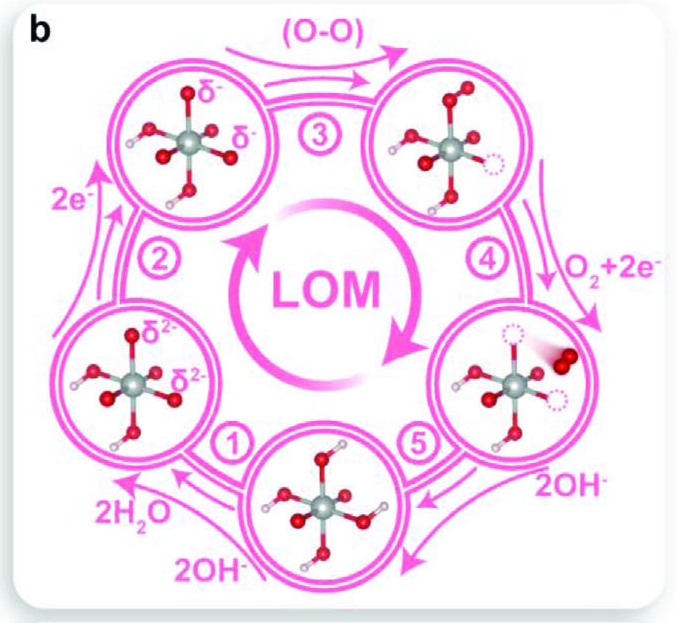 b
(O-O)
δ-
δ-
③
2e-
②
④
LOM
O₂+2e-
δ2-
δ2-
①
⑤
2H₂O
2OH-
2OH-